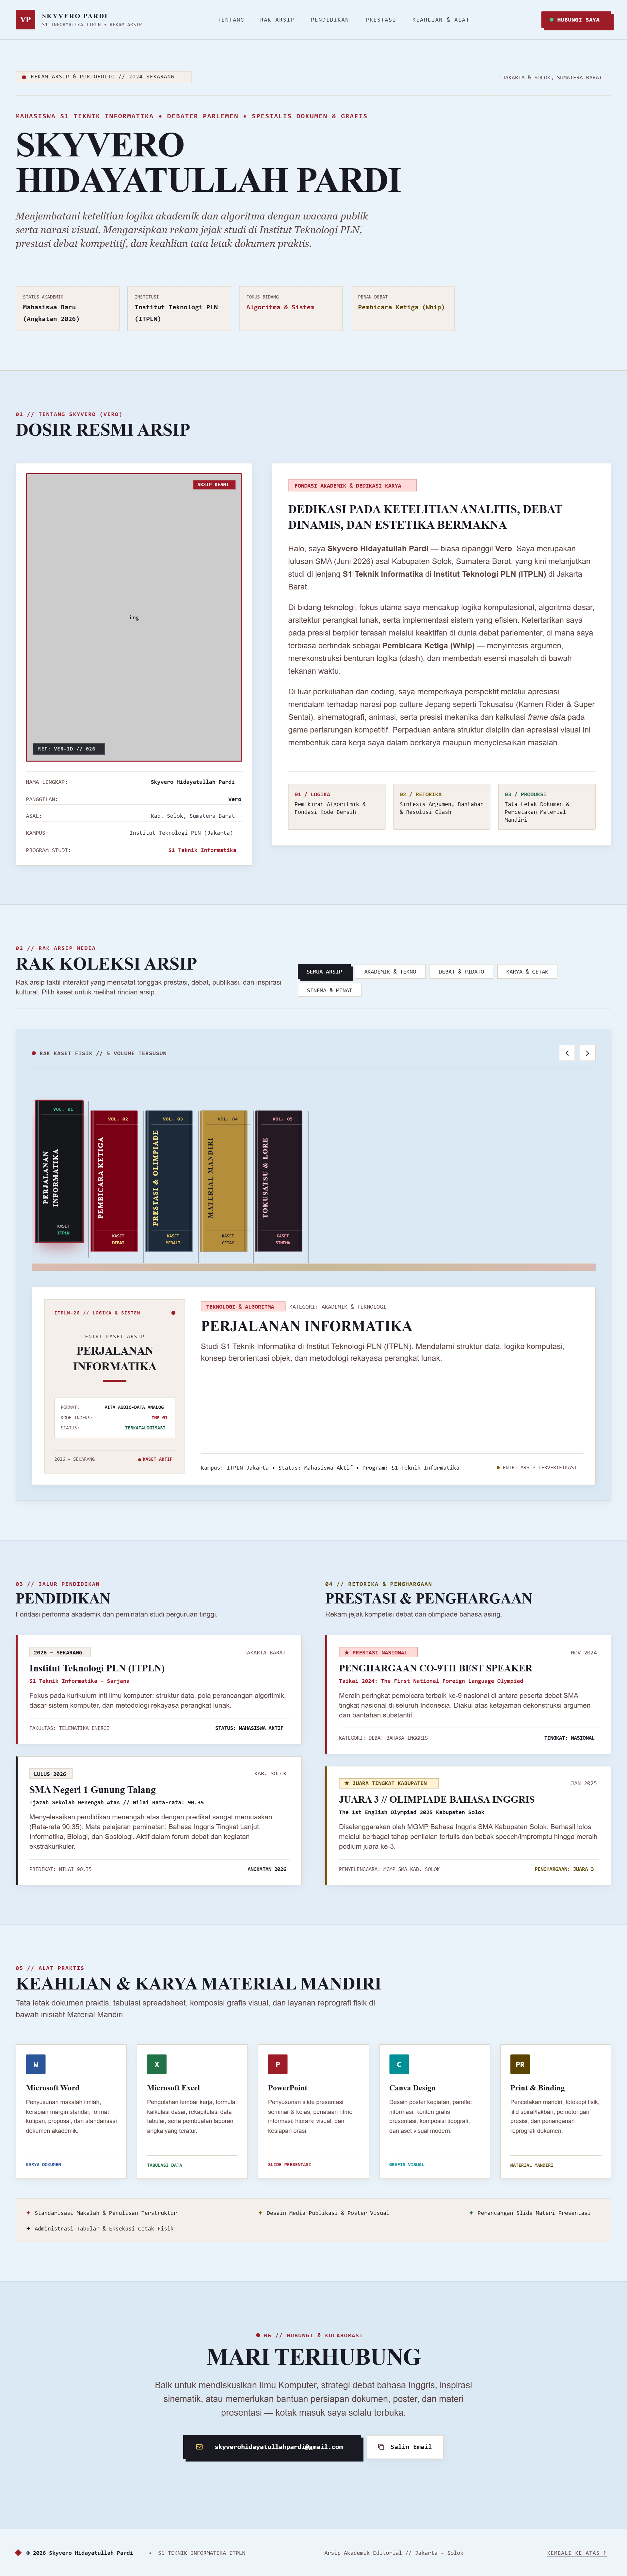 VP
SKYVERO PARDI
S1 INFORMATIKA ITPLN • REKAM ARSIP
TENTANG
RAK ARSIP
PENDIDIKAN
PRESTASI
KEAHLIAN & ALAT
HUBUNGI SAYA
REKAM ARSIP & PORTOFOLIO // 2024-SEKARANG
JAKARTA & SOLOK, SUMATERA BARAT
MAHASISWA S1 TEKNIK INFORMATIKA • DEBATER PARLEMEN • SPESIALIS DOKUMEN & GRAFIS
SKYVERO
HIDAYATULLAH PARDI
Menjembatani ketelitian logika akademik dan algoritma dengan wacana publik
serta narasi visual. Mengarsipkan rekam jejak studi di Institut Teknologi PLN,
prestasi debat kompetitif, dan keahlian tata letak dokumen praktis.
STATUS AKADEMIK
Mahasiswa Baru
(Angkatan 2026)
INSTITUSI
Institut Teknologi PLN
(ITPLN)
FOKUS BIDANG
Algoritma & Sistem
PERAN DEBAT
Pembicara Ketiga (Whip)
01 // TENTANG SKYVERO (VERO)
DOSIR RESMI ARSIP
ARSIP RESMI
img
REF: VER-ID // 026
NAMA LENGKAP:
Skyvero Hidayatullah Pardi
PANGGILAN:
Vero
ASAL:
Kab. Solok, Sumatera Barat
KAMPUS:
Institut Teknologi PLN (Jakarta)
PROGRAM STUDI:
S1 Teknik Informatika
FONDASI AKADEMIK & DEDIKASI KARYA
DEDIKASI PADA KETELITIAN ANALITIS, DEBAT
DINAMIS, DAN ESTETIKA BERMAKNA
Halo, saya Skyvero Hidayatullah Pardi — biasa dipanggil Vero. Saya merupakan
lulusan SMA (Juni 2026) asal Kabupaten Solok, Sumatera Barat, yang kini melanjutkan
studi di jenjang S1 Teknik Informatika di Institut Teknologi PLN (ITPLN) di Jakarta
Barat.
Di bidang teknologi, fokus utama saya mencakup logika komputasional, algoritma dasar,
arsitektur perangkat lunak, serta implementasi sistem yang efisien. Ketertarikan saya
pada presisi berpikir terasah melalui keaktifan di dunia debat parlementer, di mana saya
terbiasa bertindak sebagai Pembicara Ketiga (Whip) — menyintesis argumen,
merekonstruksi benturan logika (clash), dan membedah esensi masalah di bawah
tekanan waktu.
Di luar perkuliahan dan coding, saya memperkaya perspektif melalui apresiasi
mendalam terhadap narasi pop-culture Jepang seperti Tokusatsu (Kamen Rider & Super
Sentai), sinematografi, animasi, serta presisi mekanika dan kalkulasi frame data pada
game pertarungan kompetitif. Perpaduan antara struktur disiplin dan apresiasi visual ini
membentuk cara kerja saya dalam berkarya maupun menyelesaikan masalah.
01 / LOGIKA
Pemikiran Algoritmik &
Fondasi Kode Bersih
02 / RETORIKA
Sintesis Argumen, Bantahan
& Resolusi Clash
03 / PRODUKSI
Tata Letak Dokumen &
Percetakan Material
Mandiri
02 // RAK ARSIP MEDIA
RAK KOLEKSI ARSIP
Rak arsip taktil interaktif yang mencatat tonggak prestasi, debat, publikasi, dan inspirasi
kultural. Pilih kaset untuk melihat rincian arsip.
SEMUA ARSIP
AKADEMIK & TEKNO
DEBAT & PIDATO
KARYA & CETAK
SINEMA & MINAT
RAK KASET FISIK // 5 VOLUME TERSUSUN
VOL. 01
PERJALANAN
INFORMATIKA
KASET
ITPLN
VOL. 02
PEMBICARA KETIGA
KASET
DEBAT
VOL. 03
PRESTASI & OLIMPIADE
KASET
MEDALI
VOL. 04
MATERIAL MANDIRI
KASET
CETAK
VOL. 05
TOKUSATSU & LORE
KASET
SINEMA
ITPLN-26 // LOGIKA & SISTEM
ENTRI KASET ARSIP
PERJALANAN
INFORMATIKA
FORMAT:
PITA AUDIO-DATA ANALOG
KODE INDEKS:
INF-01
STATUS:
TERKATALOGISASI
2026 – SEKARANG
KASET AKTIF
TEKNOLOGI & ALGORITMA
KATEGORI: AKADEMIK & TEKNOLOGI
PERJALANAN INFORMATIKA
Studi S1 Teknik Informatika di Institut Teknologi PLN (ITPLN). Mendalami struktur data, logika komputasi,
konsep berorientasi objek, dan metodologi rekayasa perangkat lunak.
Kampus: ITPLN Jakarta • Status: Mahasiswa Aktif • Program: S1 Teknik Informatika
ENTRI ARSIP TERVERIFIKASI
03 // JALUR PENDIDIKAN
PENDIDIKAN
Fondasi performa akademik dan peminatan studi perguruan tinggi.
2026 – SEKARANG
JAKARTA BARAT
Institut Teknologi PLN (ITPLN)
S1 Teknik Informatika – Sarjana
Fokus pada kurikulum inti ilmu komputer: struktur data, pola perancangan algoritmik,
dasar sistem komputer, dan metodologi rekayasa perangkat lunak.
FAKULTAS: TELEMATIKA ENERGI
STATUS: MAHASISWA AKTIF
LULUS 2026
KAB. SOLOK
SMA Negeri 1 Gunung Talang
Ijazah Sekolah Menengah Atas // Nilai Rata-rata: 90.35
Menyelesaikan pendidikan menengah atas dengan predikat sangat memuaskan
(Rata-rata 90.35). Mata pelajaran peminatan: Bahasa Inggris Tingkat Lanjut,
Informatika, Biologi, dan Sosiologi. Aktif dalam forum debat dan kegiatan
ekstrakurikuler.
PREDIKAT: NILAI 90.35
ANGKATAN 2026
04 // RETORIKA & PENGHARGAAN
PRESTASI & PENGHARGAAN
Rekam jejak kompetisi debat dan olimpiade bahasa asing.
★ PRESTASI NASIONAL
NOV 2024
PENGHARGAAN CO-9TH BEST SPEAKER
Taikai 2024: The First National Foreign Language Olympiad
Meraih peringkat pembicara terbaik ke-9 nasional di antara peserta debat SMA
tingkat nasional di seluruh Indonesia. Diakui atas ketajaman dekonstruksi argumen
dan bantahan substantif.
KATEGORI: DEBAT BAHASA INGGRIS
TINGKAT: NASIONAL
★ JUARA TINGKAT KABUPATEN
JAN 2025
JUARA 3 // OLIMPIADE BAHASA INGGRIS
The 1st English Olympiad 2025 Kabupaten Solok
Diselenggarakan oleh MGMP Bahasa Inggris SMA Kabupaten Solok. Berhasil lolos
melalui berbagai tahap penilaian tertulis dan babak speech/impromptu hingga meraih
podium juara ke-3.
PENYELENGGARA: MGMP SMA KAB. SOLOK
PENGHARGAAN: JUARA 3
05 // ALAT PRAKTIS
KEAHLIAN & KARYA MATERIAL MANDIRI
Tata letak dokumen praktis, tabulasi spreadsheet, komposisi grafis visual, dan layanan reprografi fisik di
bawah inisiatif Material Mandiri.
W
Microsoft Word
Penyusunan makalah ilmiah,
kerapian margin standar, format
kutipan, proposal, dan standarisasi
dokumen akademik.
KARYA DOKUMEN
X
Microsoft Excel
Pengolahan lembar kerja, formula
kalkulasi dasar, rekapitulasi data
tabular, serta pembuatan laporan
angka yang teratur.
TABULASI DATA
P
PowerPoint
Penyusunan slide presentasi
seminar & kelas, penataan ritme
informasi, hierarki visual, dan
kesiapan orasi.
SLIDE PRESENTASI
C
Canva Design
Desain poster kegiatan, pamflet
informasi, konten grafis
presentasi, komposisi tipografi,
dan aset visual modern.
GRAFIS VISUAL
PR
Print & Binding
Pencetakan mandiri, fotokopi fisik,
jilid spiral/lakban, pemotongan
presisi, dan penanganan
reprografi dokumen.
MATERIAL MANDIRI
✦ Standarisasi Makalah & Penulisan Terstruktur
✦ Desain Media Publikasi & Poster Visual
✦ Perancangan Slide Materi Presentasi
✦ Administrasi Tabular & Eksekusi Cetak Fisik
06 // HUBUNGI & KOLABORASI
MARI TERHUBUNG
Baik untuk mendiskusikan Ilmu Komputer, strategi debat bahasa Inggris, inspirasi
sinematik, atau memerlukan bantuan persiapan dokumen, poster, dan materi
presentasi — kotak masuk saya selalu terbuka.
skyverohidayatullahpardi@gmail.com
Salin Email
© 2026 Skyvero Hidayatullah Pardi
• S1 TEKNIK INFORMATIKA ITPLN
Arsip Akademik Editorial // Jakarta – Solok
KEMBALI KE ATAS ↑